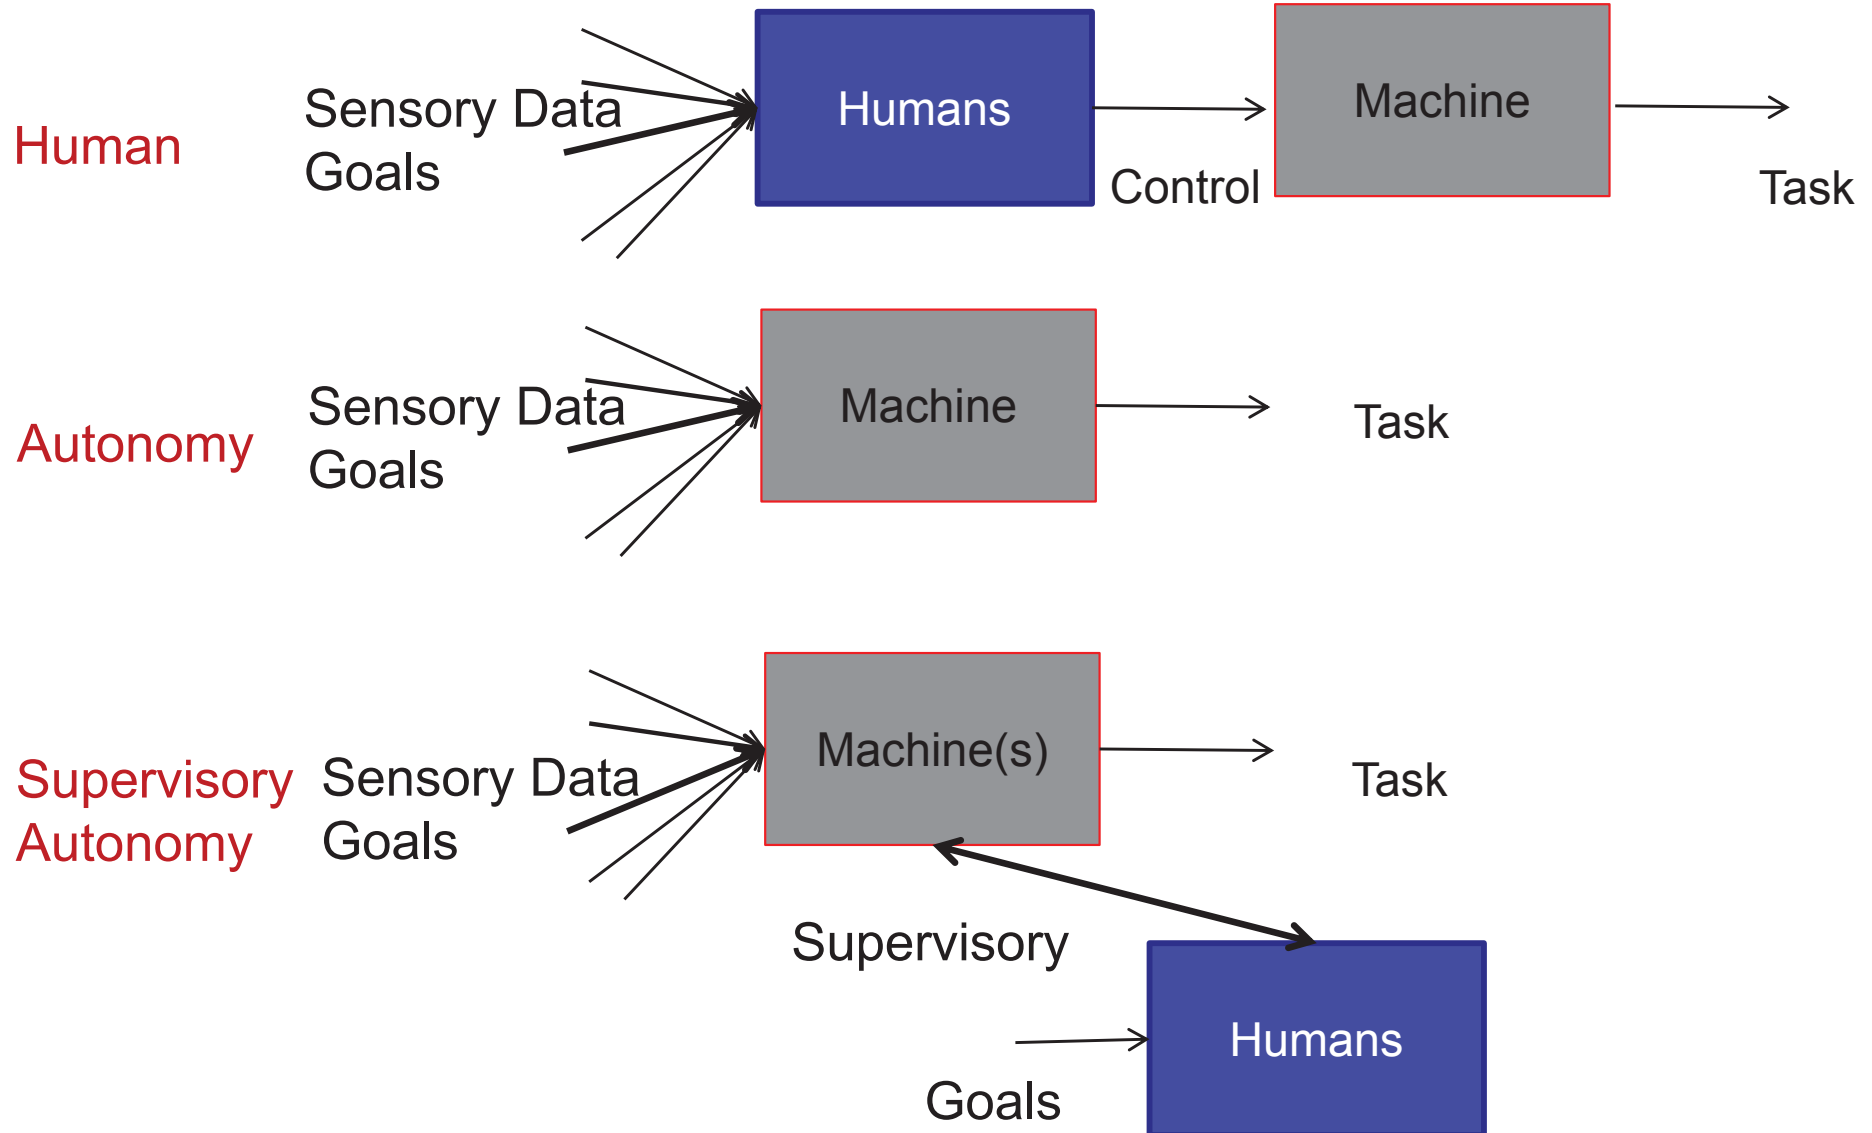 Human
Sensory Data
Goals
Humans
Control
Machine
Task
Autonomy
Sensory Data
Goals
Machine
Task
Supervisory
Autonomy
Sensory Data
Goals
Machine(s)
Task
Supervisory
Goals
Humans